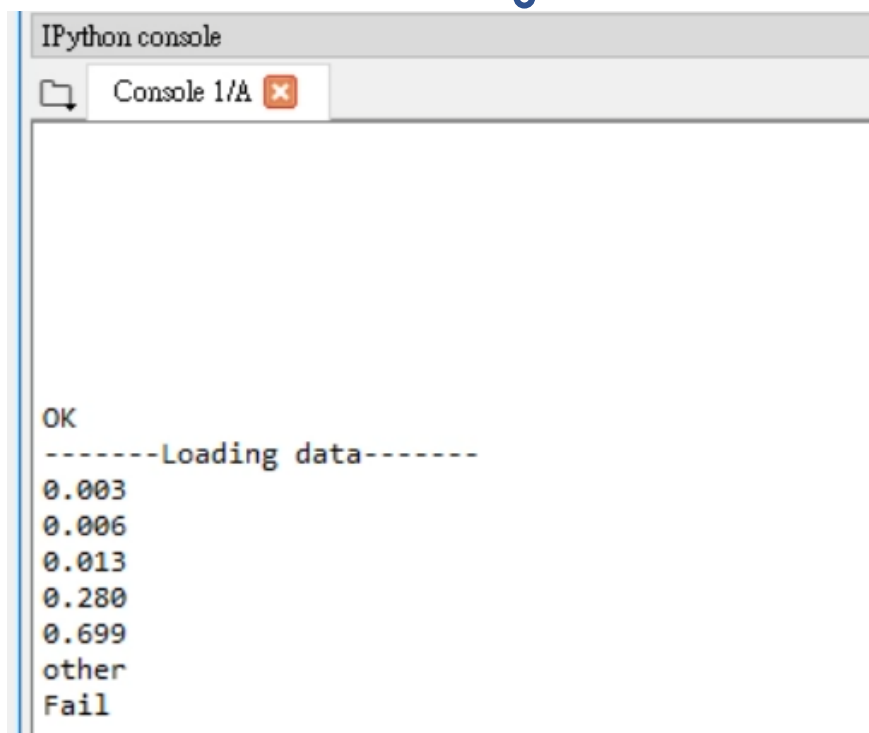 IPython console
Console 1/A
OK
-------Loading data-------
0.003
0.006
0.013
0.280
0.699
other
Fail